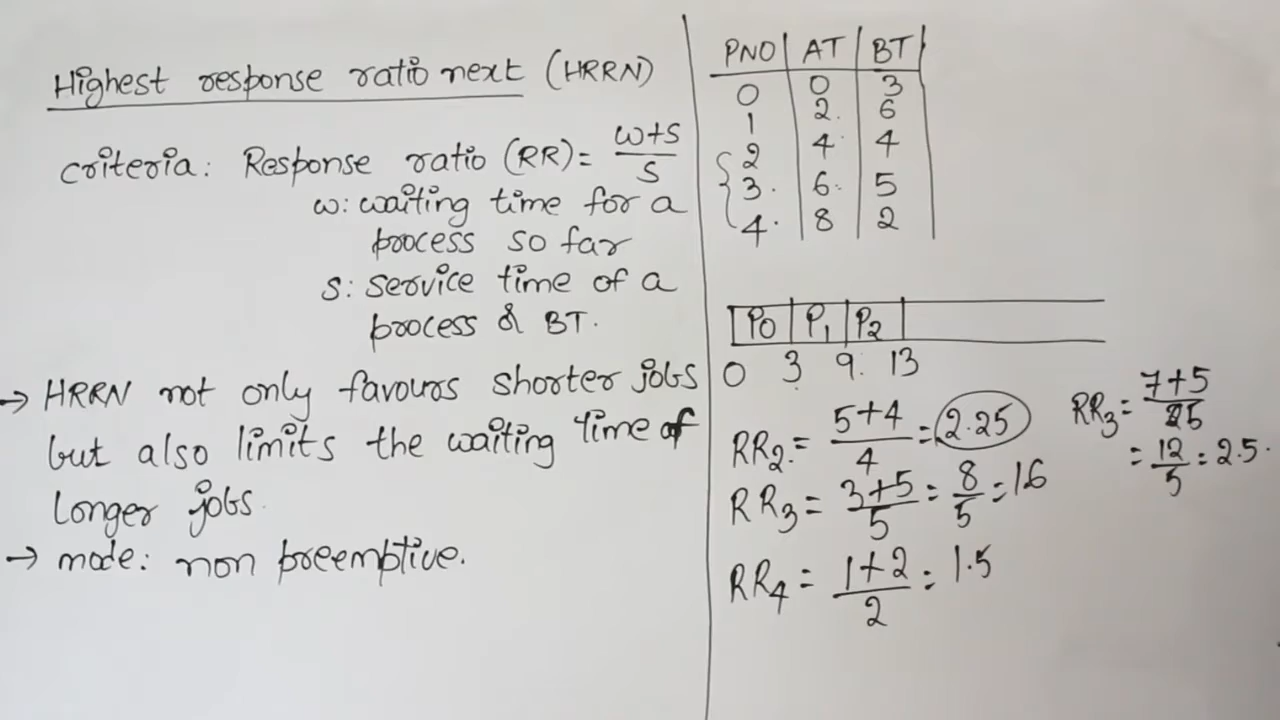 Highest response ratio next (HRRN)
criteria: Response ratio (RR) = w+s/s
w: waiting time for a
process so far
s: service time of a
process & BT.
→ HRRN not only favours shorter jobs
but also limits the waiting time of
longer jobs.
→ mode: non preemptive.
PNO AT BT
0 0 3
1 2 6
2 4 4
3 6 5
4 8 2
P0 P1 P2
0 3 9 13
RR2 = 5+4/4 = 2.25
RR3 = 3+5/5 = 8/5 = 1.6
RR4 = 1+2/2 = 1.5
RR3 = 7+5/5
= 12/5 = 2.5.